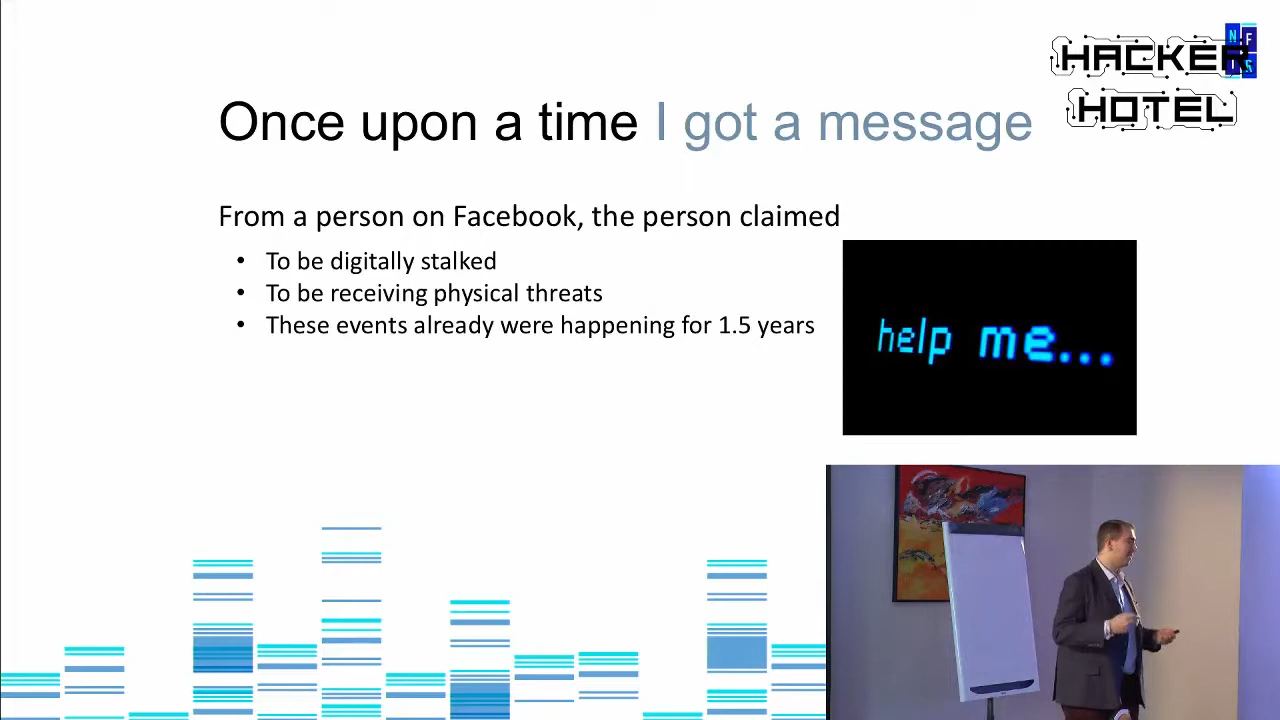 HACKER
HOTEL
N F
I S
Once upon a time I got a message
From a person on Facebook, the person claimed
• To be digitally stalked
• To be receiving physical threats
• These events already were happening for 1.5 years
help me...